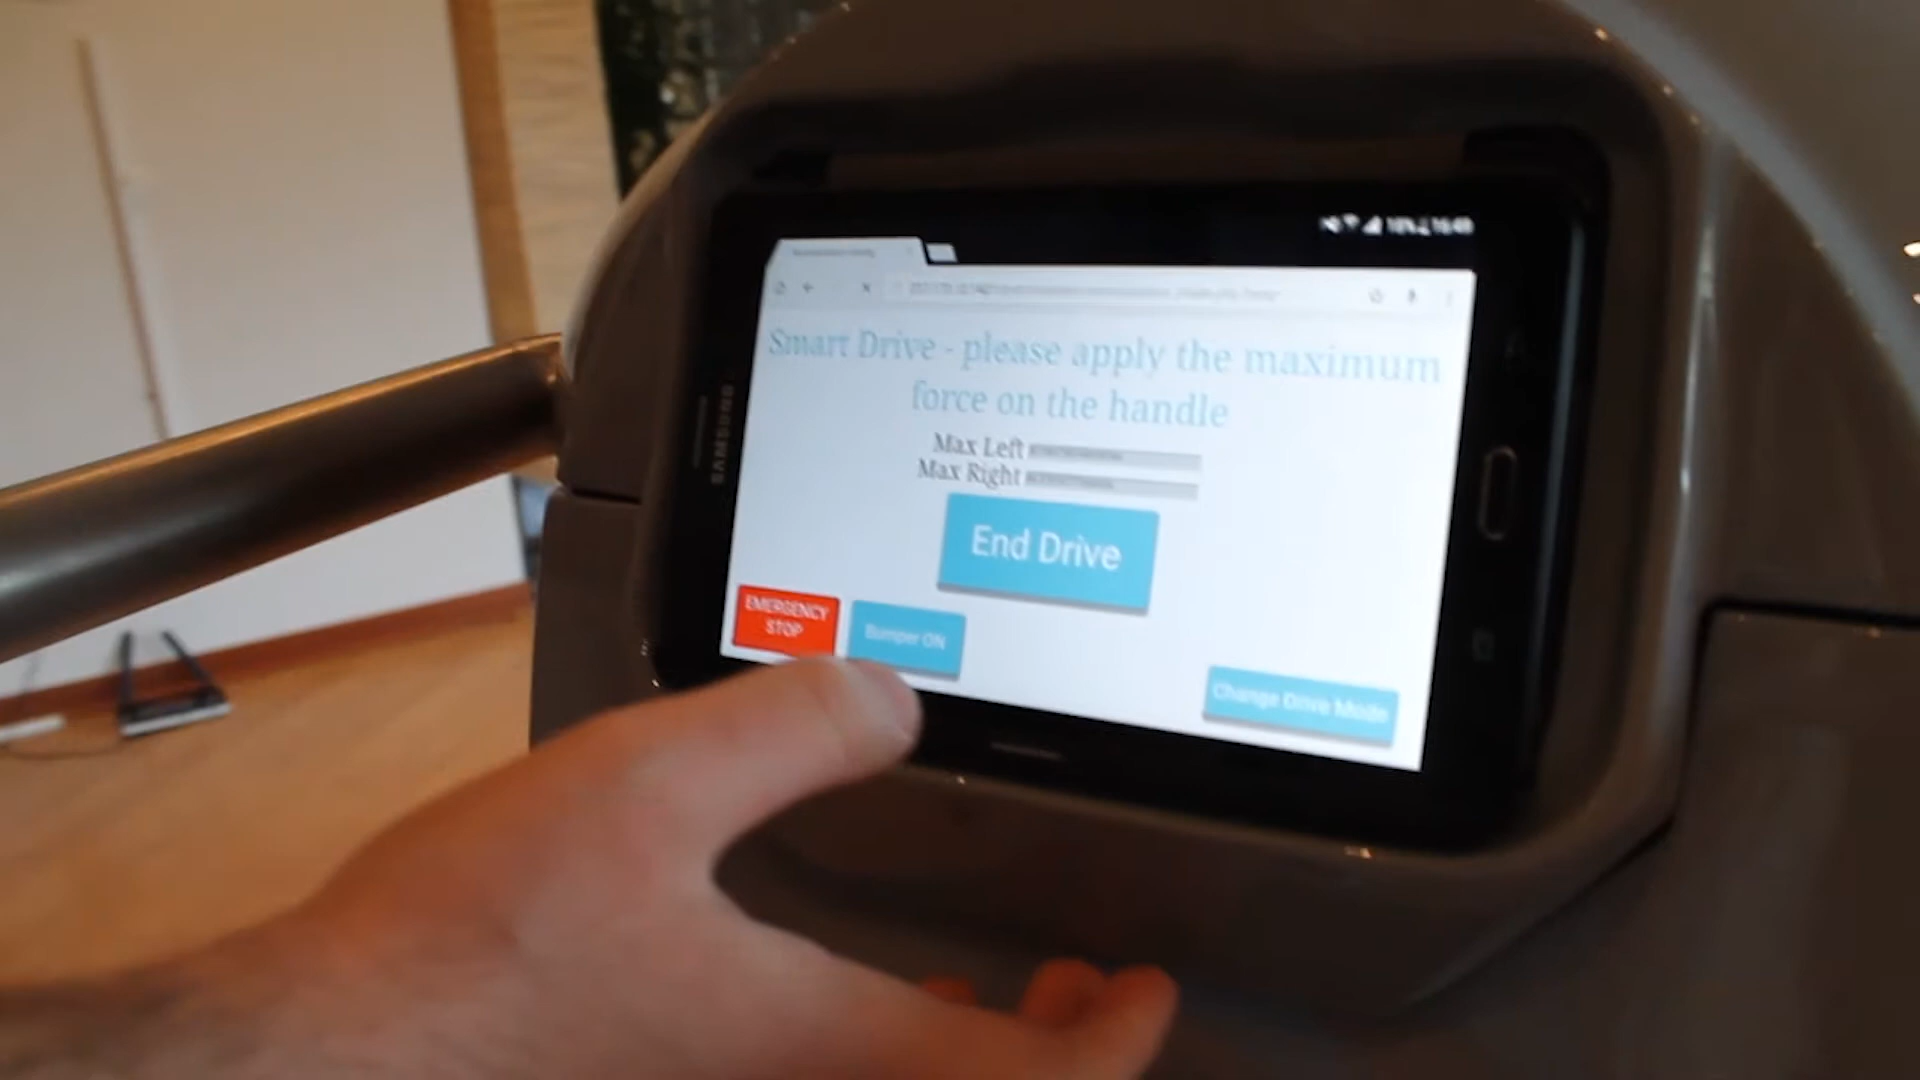 Smart Drive - please apply the maximum
force on the handle
Max Left
Max Right
End Drive
EMERGENCY
STOP
Bumper ON
Change Drive Mode
SAMSUNG